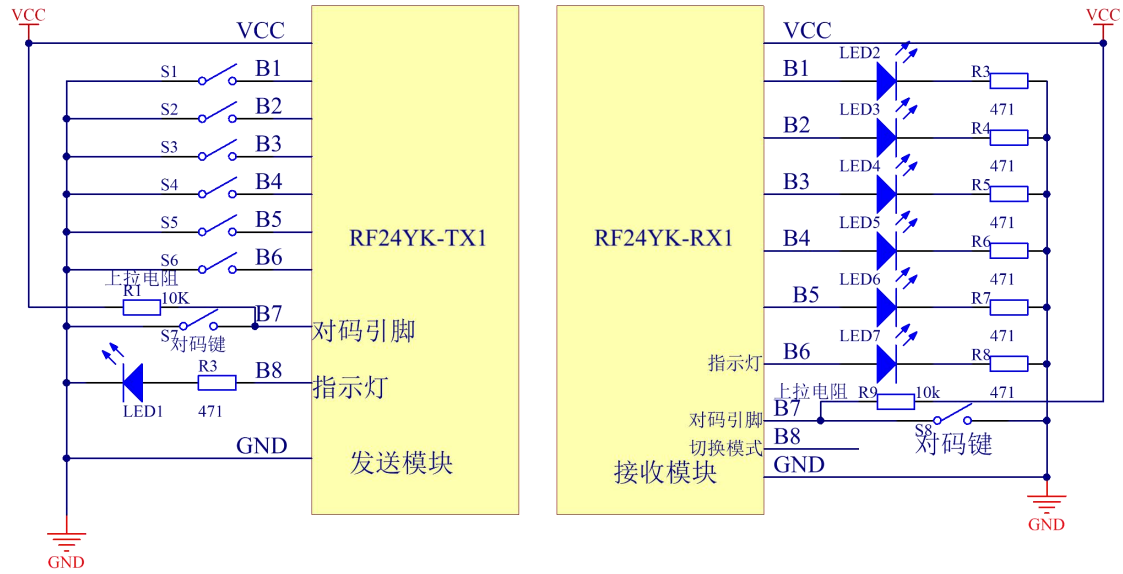 VCC
VCC
S1
B1
S2
B2
S3
B3
S4
B4
S5
B5
S6
B6
上拉电阻
R1
10K
B7
S7
对码键
对码引脚
R3
B8
LED1
471
指示灯
GND
GND
RF24YK-TX1
发送模块
RF24YK-RX1
接收模块
VCC
VCC
LED2
B1
R3
471
LED3
B2
R4
471
LED4
B3
R5
471
LED5
B4
R6
471
LED6
B5
R7
471
LED7
指示灯
B6
R8
471
上拉电阻
R9
10k
对码引脚
B7
S8
对码键
切换模式
B8
GND
GND